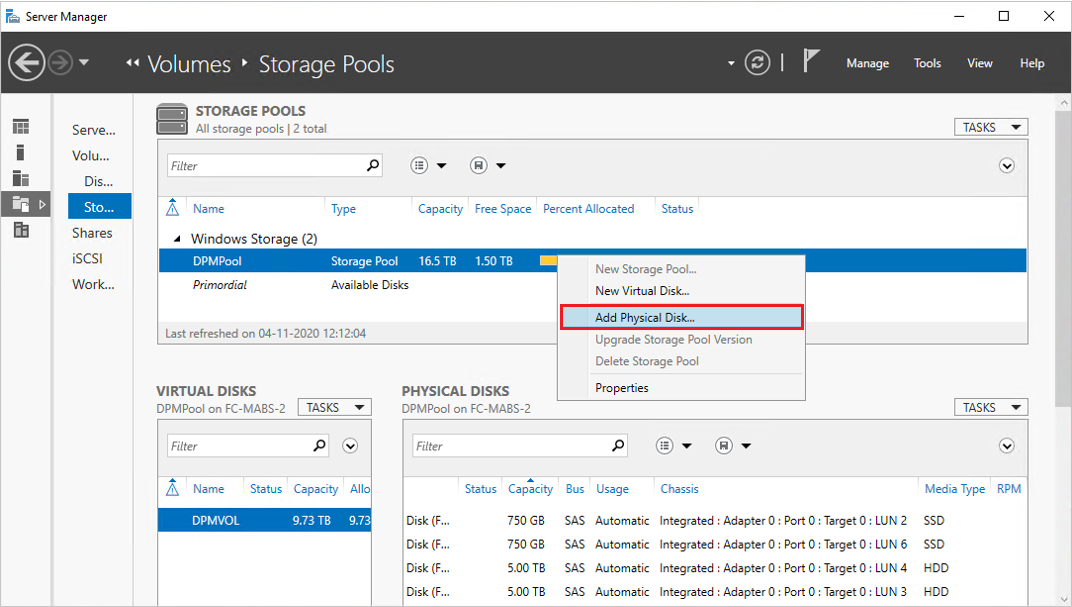 Server Manager
Volumes Storage Pools
Manage Tools View Help
Serve...
Volu...
Dis...
Sto...
Shares
iSCSI
Work...
STORAGE POOLS
All storage pools | 2 total
TASKS
Filter
Name Type Capacity Free Space Percent Allocated Status
Windows Storage (2)
DPMPool Storage Pool 16.5 TB 1.50 TB
Primordial Available Disks
Last refreshed on 04-11-2020 12:12:04
New Storage Pool...
New Virtual Disk...
Add Physical Disk...
Upgrade Storage Pool Version
Delete Storage Pool
Properties
VIRTUAL DISKS
DPMPool on FC-MABS-2
TASKS
Filter
Name Status Capacity Allo
DPMVOL 9.73 TB 9.73
PHYSICAL DISKS
DPMPool on FC-MABS-2
TASKS
Filter
Status Capacity Bus Usage Chassis Media Type RPM
Disk (F... 750 GB SAS Automatic Integrated : Adapter 0 : Port 0 : Target 0 : LUN 2 SSD
Disk (F... 750 GB SAS Automatic Integrated : Adapter 0 : Port 0 : Target 0 : LUN 6 SSD
Disk (F... 5.00 TB SAS Automatic Integrated : Adapter 0 : Port 0 : Target 0 : LUN 4 HDD
Disk (F... 5.00 TB SAS Automatic Integrated : Adapter 0 : Port 0 : Target 0 : LUN 3 HDD